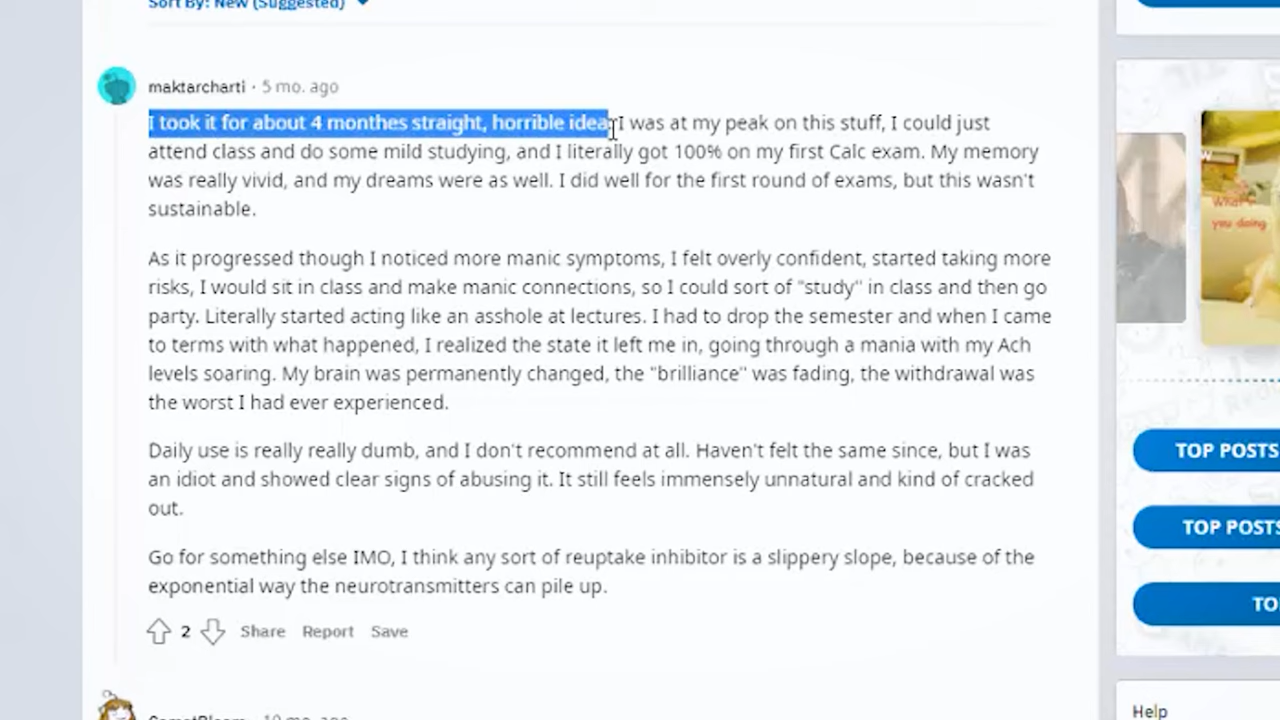 Sort By: New (Suggested)
maktarcharti · 5 mo. ago
I took it for about 4 monthes straight, horrible idea. I was at my peak on this stuff, I could just
attend class and do some mild studying, and I literally got 100% on my first Calc exam. My memory
was really vivid, and my dreams were as well. I did well for the first round of exams, but this wasn't
sustainable.
As it progressed though I noticed more manic symptoms, I felt overly confident, started taking more
risks, I would sit in class and make manic connections, so I could sort of "study" in class and then go
party. Literally started acting like an asshole at lectures. I had to drop the semester and when I came
to terms with what happened, I realized the state it left me in, going through a mania with my Ach
levels soaring. My brain was permanently changed, the "brilliance" was fading, the withdrawal was
the worst I had ever experienced.
Daily use is really really dumb, and I don't recommend at all. Haven't felt the same since, but I was
an idiot and showed clear signs of abusing it. It still feels immensely unnatural and kind of cracked
out.
Go for something else IMO, I think any sort of reuptake inhibitor is a slippery slope, because of the
exponential way the neurotransmitters can pile up.
2 Share Report Save
you doing
TOP POSTS
TOP POSTS
TO
Help